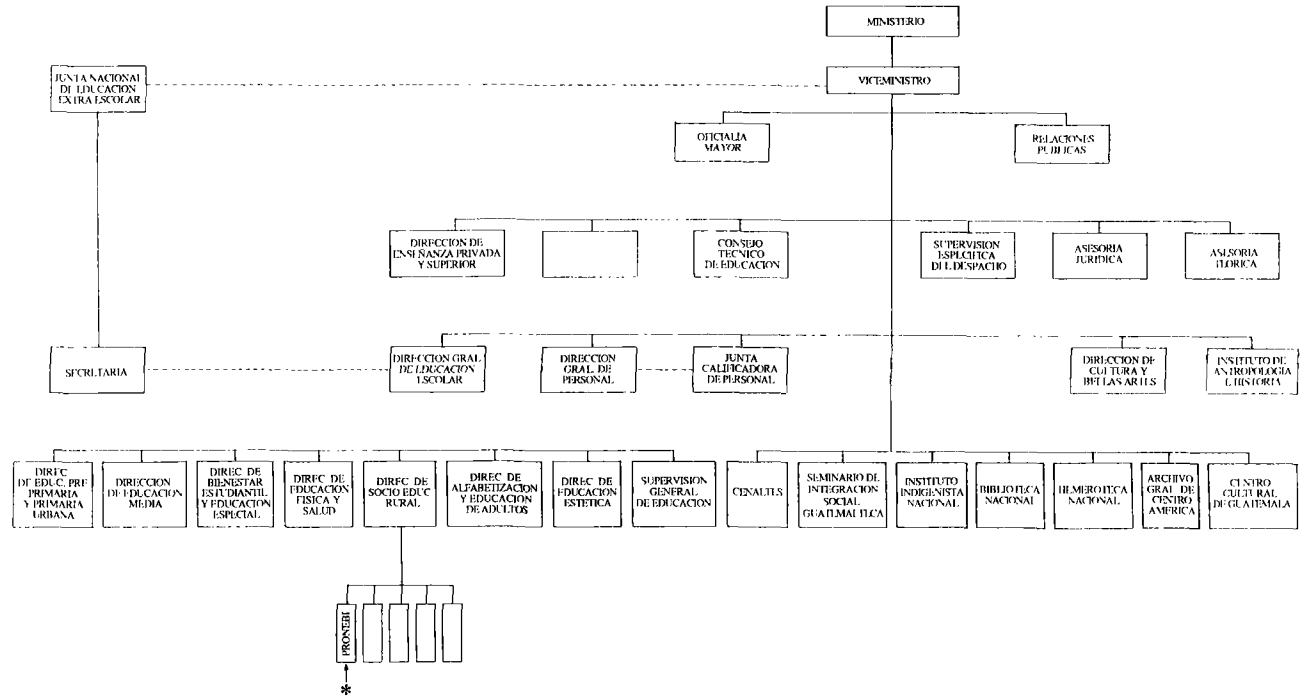 MINISTERIO
JUNTA NACIONAL
DE EDUCACION
EXTRA ESCOLAR
VICEMINISTRO
OFICIALIA
MAYOR
RELACIONES
PUBLICAS
DIRECCION DE
ENSEÑANZA PRIVADA
Y SUPERIOR
CONSEJO
TECNICO
DE EDUCACION
SUPERVISION
ESPECIFICA
DEL DESPACHO
ASESORIA
JURIDICA
ASESORIA
SECRETARIA
DIRECCION GRAL
DE EDUCACION
ESCOLAR
DIRECCION
GRAL. DE
PERSONAL
JUNTA
CALIFICADORA
DE PERSONAL
DIRECCION DE
CULTURA Y
BELLAS ARTES
INSTITUTO DE
ANTROPOLOGIA
E HISTORIA
DIREC
DE EDUC. PRE
PRIMARIA
Y PRIMARIA
URBANA
DIRECCION
DE EDUCACION
MEDIA
DIREC DE
BIENESTAR
ESTUDIANTIL
Y EDUCACION
ESPECIAL
DIREC DE
EDUCACION
FISICA Y
SALUD
DIREC DE
SOCIO EDUC
RURAL
DIREC DE
ALFABETIZACION
Y EDUCACION
DE ADULTOS
DIREC DE
EDUCACION
ESTETICA
SUPERVISION
GENERAL
DE EDUCACION
CENALTES
SEMINARIO DE
INTEGRACION
SOCIAL
GUATEMALTECA
INSTITUTO
INDIGENISTA
NACIONAL
BIBLIOTECA
NACIONAL
HEMEROTECA
NACIONAL
ARCHIVO
GRAL DE
CENTRO
AMERICA
CENTRO
CULTURAL
DE GUATEMALA
PRONEBI
*